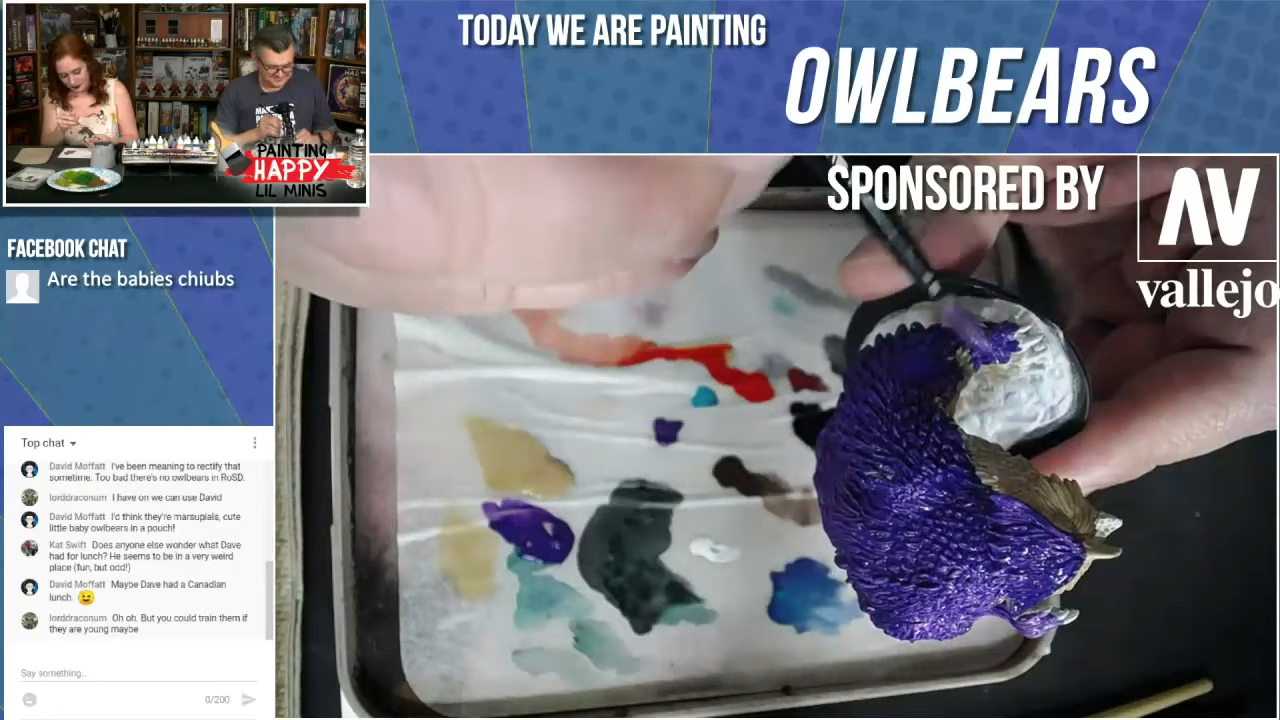 TODAY WE ARE PAINTING
OWLBEARS
SPONSORED BY
AV
vallejo
PAINTING
HAPPY
LIL MINIS
FACEBOOK CHAT
Are the babies chiubs
Top chat
David Moffatt I've been meaning to rectify that
sometime. Too bad there's no owlbears in RoSD.
lorddraconum I have on we can use David
David Moffatt I'd think they're marsupials, cute
little baby owlbears in a pouch!
Kat Swift Does anyone else wonder what Dave
had for lunch? He seems to be in a very weird
place (fun, but odd!)
David Moffatt Maybe Dave had a Canadian
lunch. 😉
lorddraconum Oh oh. But you could train them if
they are young maybe
Say something...
0/200